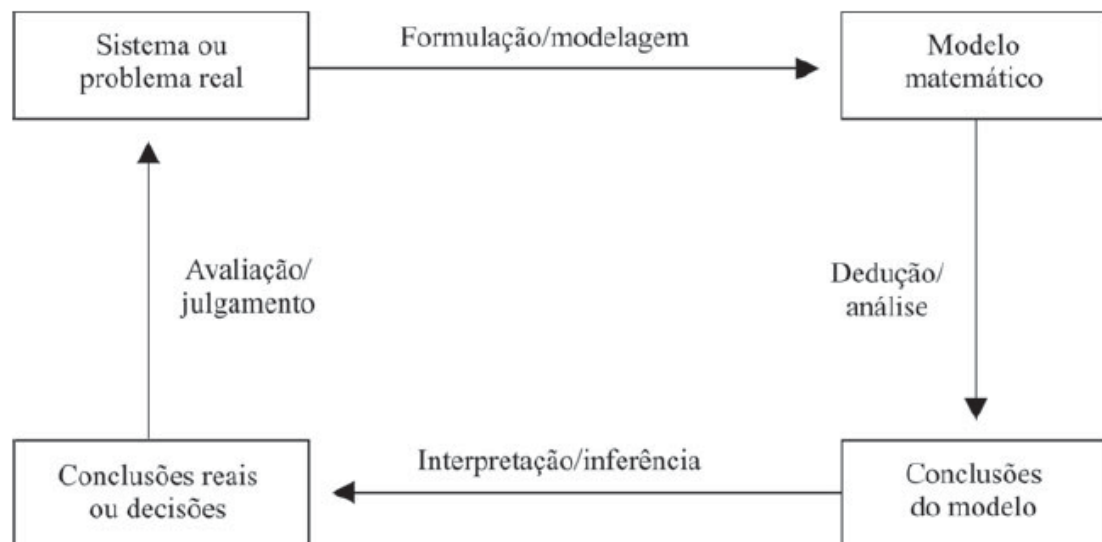 Sistema ou
problema real
Formulação/modelagem
Modelo
matemático
Avaliação/
julgamento
Dedução/
análise
Conclusões reais
ou decisões
Interpretação/inferência
Conclusões
do modelo